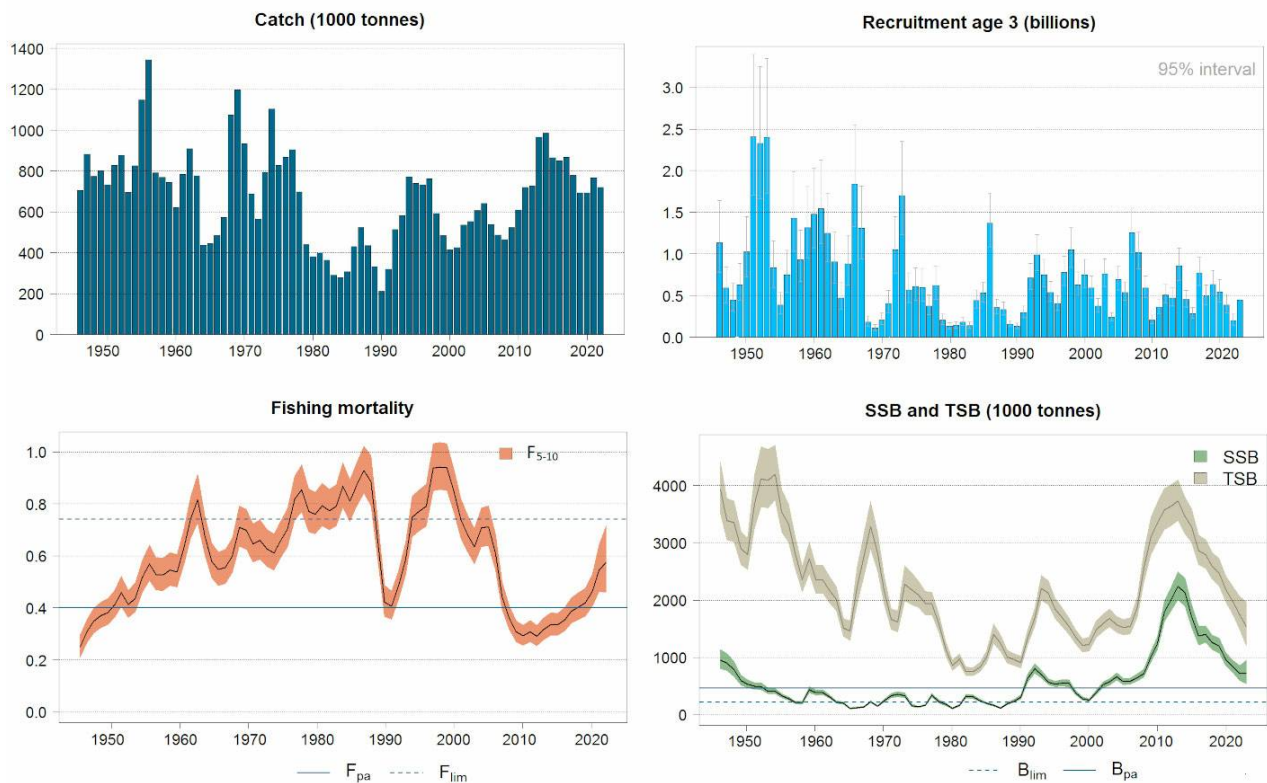 Catch (1000 tonnes)
1400
1200
1000
800
600
400
200
0
1950 1960 1970 1980 1990 2000 2010 2020
Recruitment age 3 (billions)
95% interval
3.0
2.5
2.0
1.5
1.0
0.5
0.0
1950 1960 1970 1980 1990 2000 2010 2020
Fishing mortality
F5-10
1.0
0.8
0.6
0.4
0.2
0.0
1950 1960 1970 1980 1990 2000 2010 2020
Fpa Flim
SSB and TSB (1000 tonnes)
SSB
TSB
4000
3000
2000
1000
0
1950 1960 1970 1980 1990 2000 2010 2020
Blim Bpa